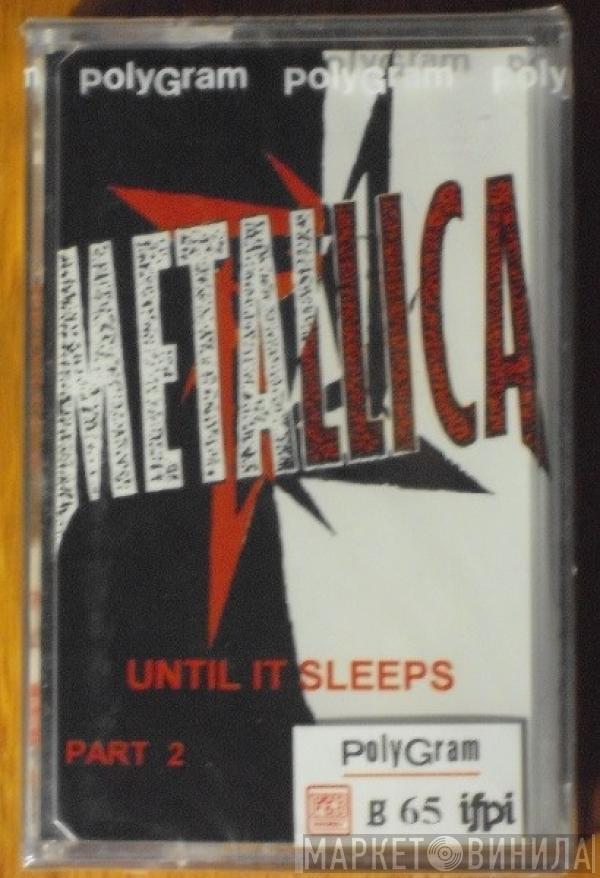 polyGram polyGram poly
METALLICA
UNTIL IT SLEEPS
PART 2
PolyGram
B 65 ifpi
МАРКЕТ ВИНИЛА